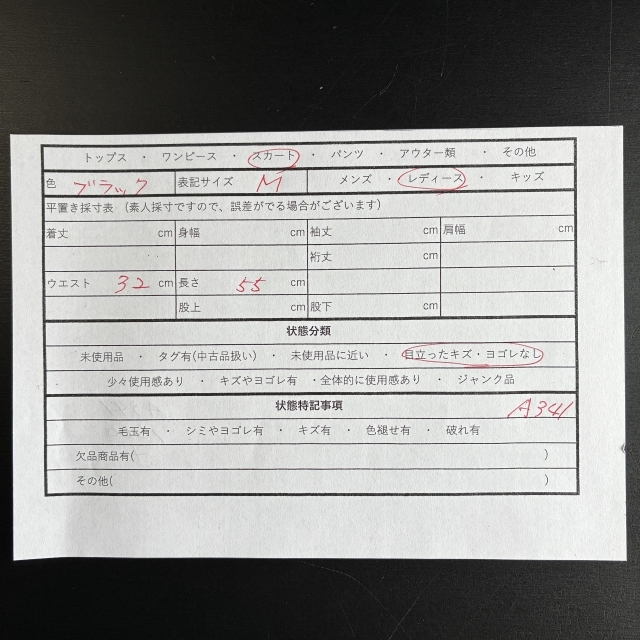 トップス ・ ワンピース ・ スカート ・ パンツ ・ アウター類 ・ その他
色 ブラック 表記サイズ M メンズ ・ レディース ・ キッズ
平置き採寸表 (素人採寸ですので、誤差がでる場合がございます)
着丈 cm 身幅 cm 袖丈 cm 肩幅 cm
裄丈 cm
ウエスト 32 cm 長さ 55 cm
股上 cm 股下 cm
状態分類
未使用品 ・ タグ有(中古品扱い) ・ 未使用品に近い ・ 目立ったキズ・ヨゴレなし
少々使用感あり ・ キズやヨゴレ有 ・全体的に使用感あり ・ ジャンク品
状態特記事項 A341
毛玉有 ・ シミやヨゴレ有 ・ キズ有 ・ 色褪せ有 ・ 破れ有
欠品商品有( )
その他( )